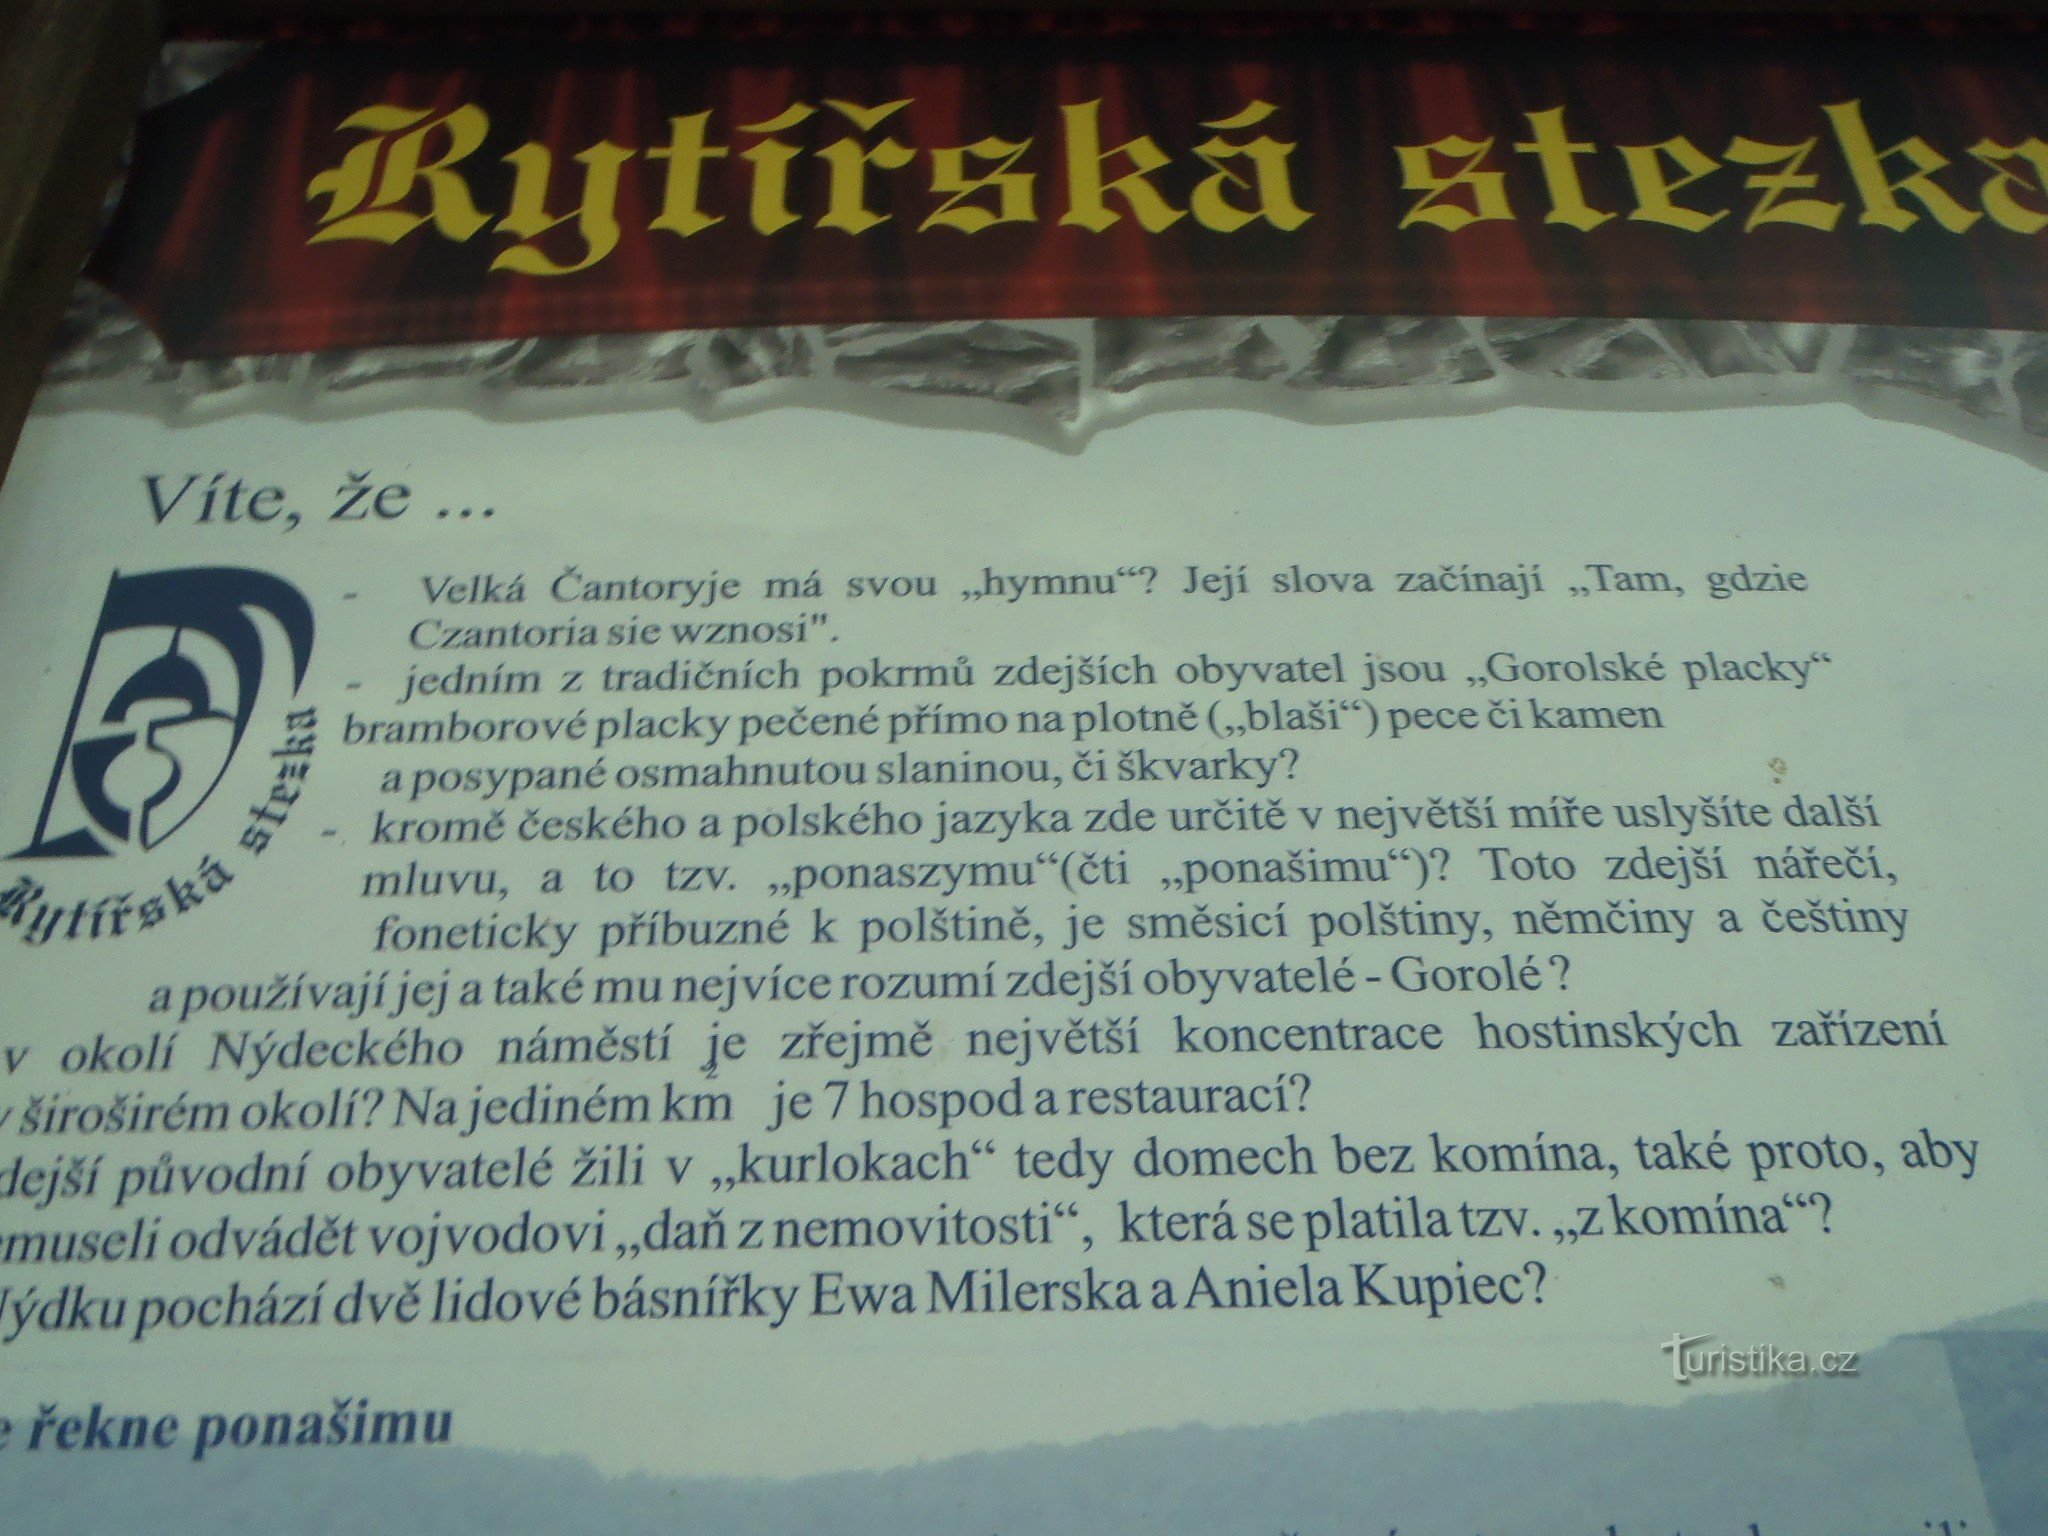 Rytířská stezka
Víte, že ...
- Velká Čantoryje má svou „hymnu“? Její slova začínají „Tam, gdzie
Czantoria sie wznosi".
- jedním z tradičních pokrmů zdejších obyvatel jsou „Gorolské placky“
bramborové placky pečené přímo na plotně („blaši“) pece či kamen
a posypané osmahnutou slaninou, či škvarky?
- kromě českého a polského jazyka zde určitě v největší míře uslyšíte další
mluvu, a to tzv. „ponaszymu“(čti „ponašimu“)? Toto zdejší nářečí,
foneticky příbuzné k polštině, je směsicí polštiny, němčiny a češtiny
a používají jej a také mu nejvíce rozumí zdejší obyvatelé - Gorolé?
v okolí Nýdeckého náměstí je zřejmě největší koncentrace hostinských zařízení
v široširém okolí? Na jediném km2 je 7 hospod a restaurací?
dejší původní obyvatelé žili v „kurlokach“ tedy domech bez komína, také proto, aby
emuseli odvádět vojvodovi „daň z nemovitosti“, která se platila tzv. „z komína“?
Nýdku pochází dvě lidové básnířky Ewa Milerska a Aniela Kupiec?
Rytířská stezka
Turistika.cz
e řekne ponašimu